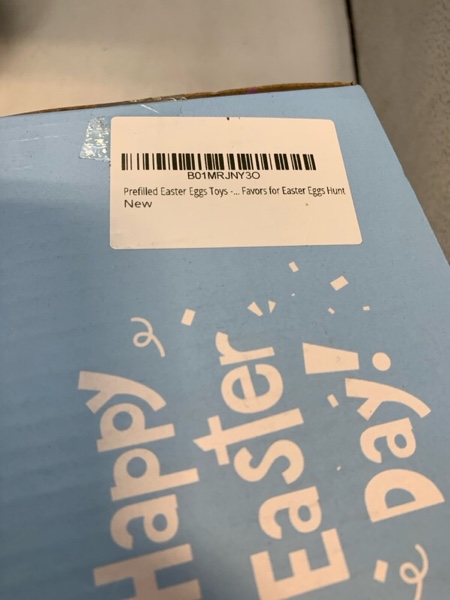 B01MRJNY3O
Prefilled Easter Eggs Toys -... Favors for Easter Eggs Hunt
New
Happy
Easter
Day!